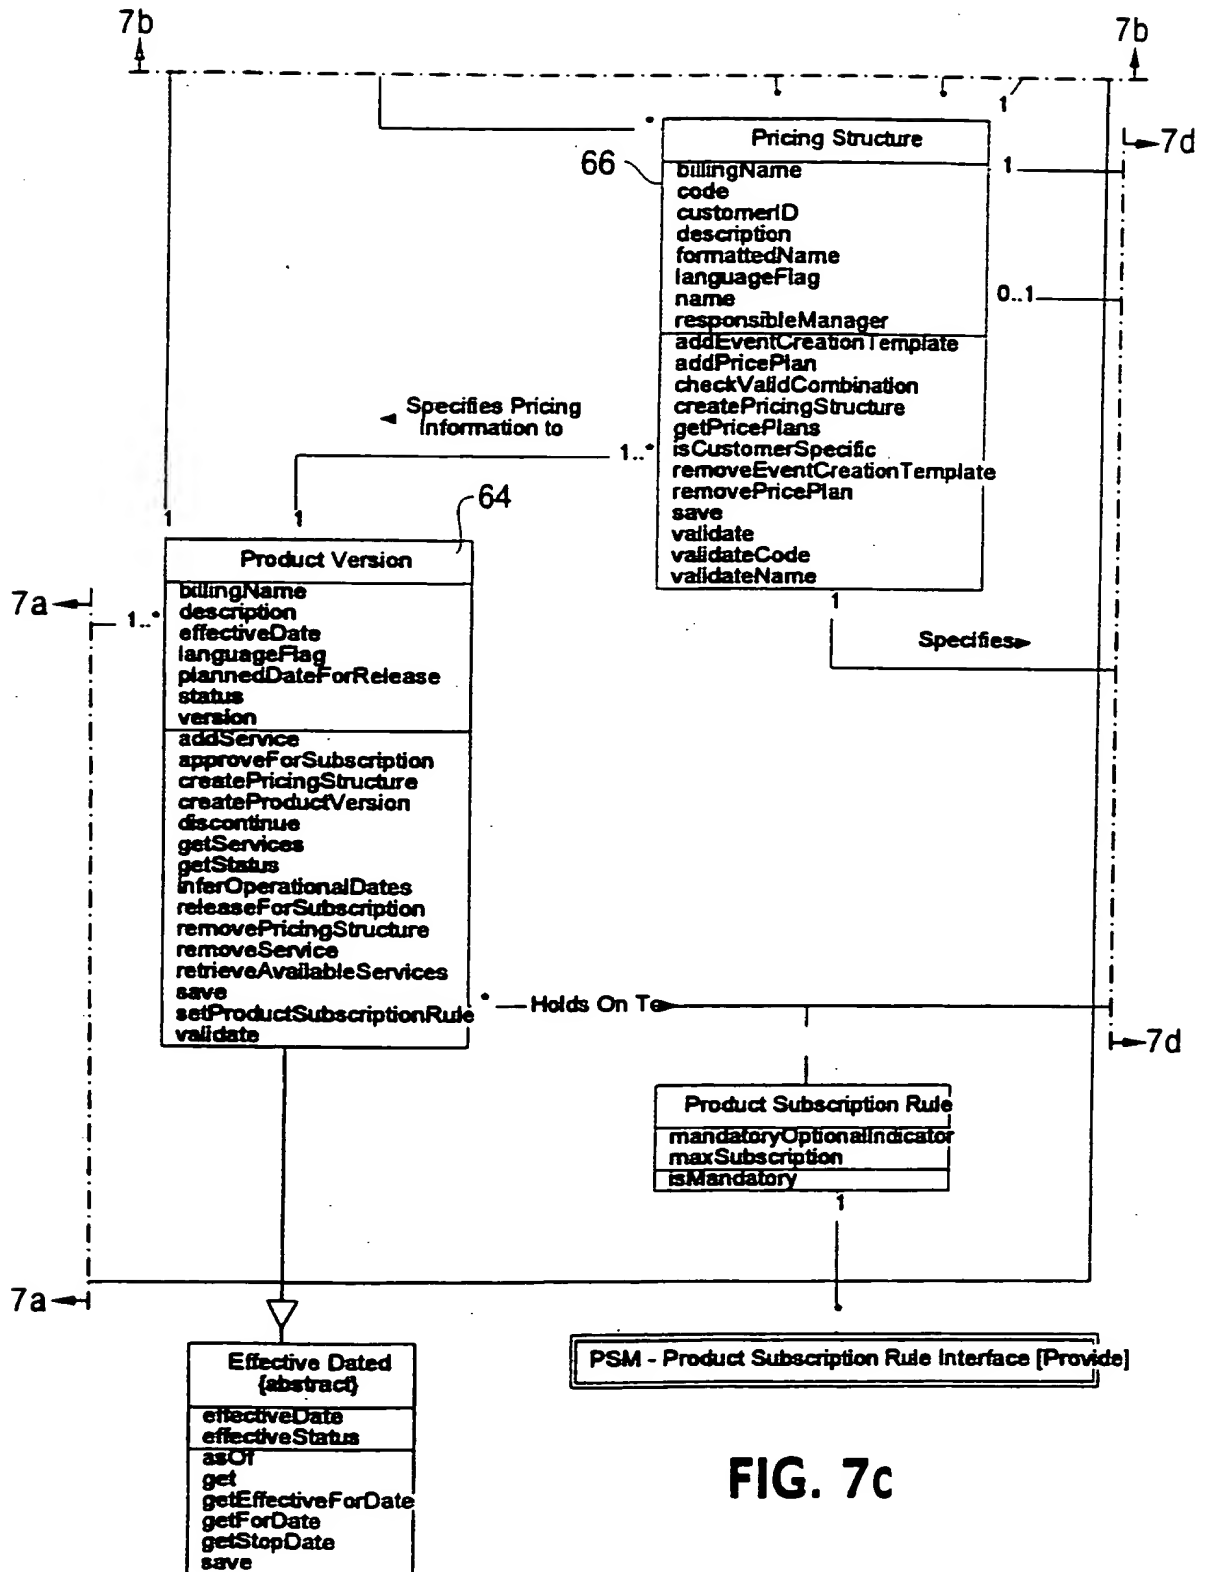 7b
7b
1
Pricing Structure
7d
66
1
billingName
code
customerID
description
formattedName
languageFlag
name
0..1
responsibleManager
addEventCreationTemplate
addPricePlan
checkValidCombination
createPricingStructure
getPricePlans
isCustomerSpecific
removeEventCreationTemplate
removePricePlan
save
validate
validateCode
validateName
Specifies Pricing
Information to
1..*
1
1
64
1
Specifies
Product Version
7a
1..*
billingName
description
effectiveDate
languageFlag
plannedDateForRelease
status
version
addService
approveForSubscription
createPricingStructure
createProductVersion
discontinue
getServices
getStatus
inferOperationalDates
releaseForSubscription
removePricingStructure
removeService
retrieveAvailableServices
save
setProductSubscriptionRule
validate
* Holds On To
7d
Product Subscription Rule
mandatoryOptionalIndicator
maxSubscription
isMandatory
1
*
7a
Effective Dated
{abstract}
effectiveDate
effectiveStatus
asOf
get
getEffectiveForDate
getForDate
getStopDate
save
PSM - Product Subscription Rule Interface [Provide]
FIG. 7c